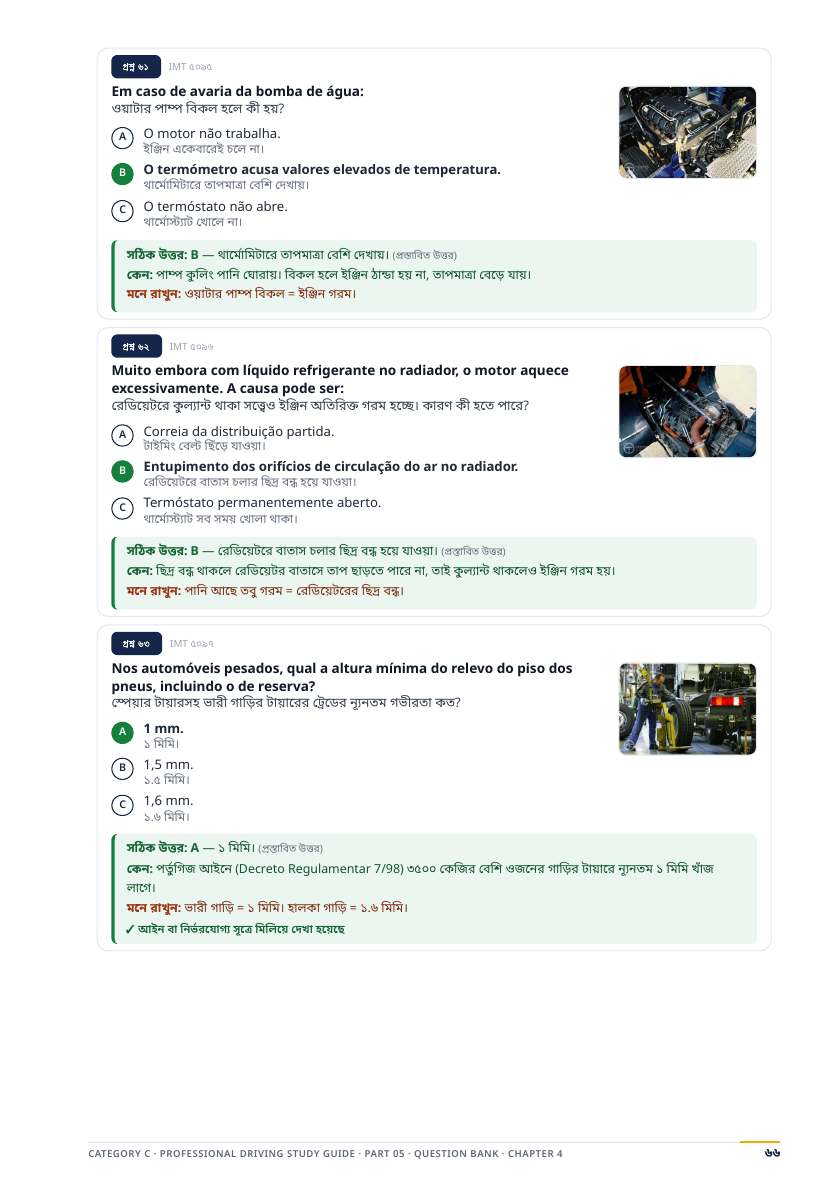 প্রশ্ন ৬১ IMT ৫০৯৫
Em caso de avaria da bomba de água:
ওয়াটার পাম্প বিকল হলে কী হয়?
A O motor não trabalha.
ইঞ্জিন একেবারেই চলে না।
B O termómetro acusa valores elevados de temperatura.
থার্মোমিটারে তাপমাত্রা বেশি দেখায়।
C O termóstato não abre.
থার্মোস্ট্যাট খোলে না।
সঠিক উত্তর: B — থার্মোমিটারে তাপমাত্রা বেশি দেখায়। (প্রস্তাবিত উত্তর)
কেন: পাম্প কুলিং পানি ঘোরায়। বিকল হলে ইঞ্জিন ঠান্ডা হয় না, তাপমাত্রা বেড়ে যায়।
মনে রাখুন: ওয়াটার পাম্প বিকল = ইঞ্জিন গরম।
প্রশ্ন ৬২ IMT ৫০৯৬
Muito embora com líquido refrigerante no radiador, o motor aquece
excessivamente. A causa pode ser:
রেডিয়েটরে কুল্যান্ট থাকা সত্ত্বেও ইঞ্জিন অতিরিক্ত গরম হচ্ছে। কারণ কী হতে পারে?
A Correia da distribuição partida.
টাইমিং বেল্ট ছিঁড়ে যাওয়া।
B Entupimento dos orifícios de circulação do ar no radiador.
রেডিয়েটরে বাতাস চলার ছিদ্র বন্ধ হয়ে যাওয়া।
C Termóstato permanentemente aberto.
থার্মোস্ট্যাট সব সময় খোলা থাকা।
সঠিক উত্তর: B — রেডিয়েটরে বাতাস চলার ছিদ্র বন্ধ হয়ে যাওয়া। (প্রস্তাবিত উত্তর)
কেন: ছিদ্র বন্ধ থাকলে রেডিয়েটর বাতাসে তাপ ছাড়তে পারে না, তাই কুল্যান্ট থাকলেও ইঞ্জিন গরম হয়।
মনে রাখুন: পানি আছে তবু গরম = রেডিয়েটরের ছিদ্র বন্ধ।
প্রশ্ন ৬৩ IMT ৫০৯৭
Nos automóveis pesados, qual a altura mínima do relevo do piso dos
pneus, incluindo o de reserva?
স্পেয়ার টায়ারসহ ভারী গাড়ির টায়ারের ট্রেডের ন্যূনতম গভীরতা কত?
A 1 mm.
১ মিমি।
B 1,5 mm.
১.৫ মিমি।
C 1,6 mm.
১.৬ মিমি।
সঠিক উত্তর: A — ১ মিমি। (প্রস্তাবিত উত্তর)
কেন: পর্তুগিজ আইনে (Decreto Regulamentar 7/98) ৩৫০০ কেজির বেশি ওজনের গাড়ির টায়ারে ন্যূনতম ১ মিমি খাঁজ
লাগে।
মনে রাখুন: ভারী গাড়ি = ১ মিমি। হালকা গাড়ি = ১.৬ মিমি।
✓ আইন বা নির্ভরযোগ্য সূত্রে মিলিয়ে দেখা হয়েছে
CATEGORY C · PROFESSIONAL DRIVING STUDY GUIDE · PART 05 · QUESTION BANK · CHAPTER 4 ৬৬